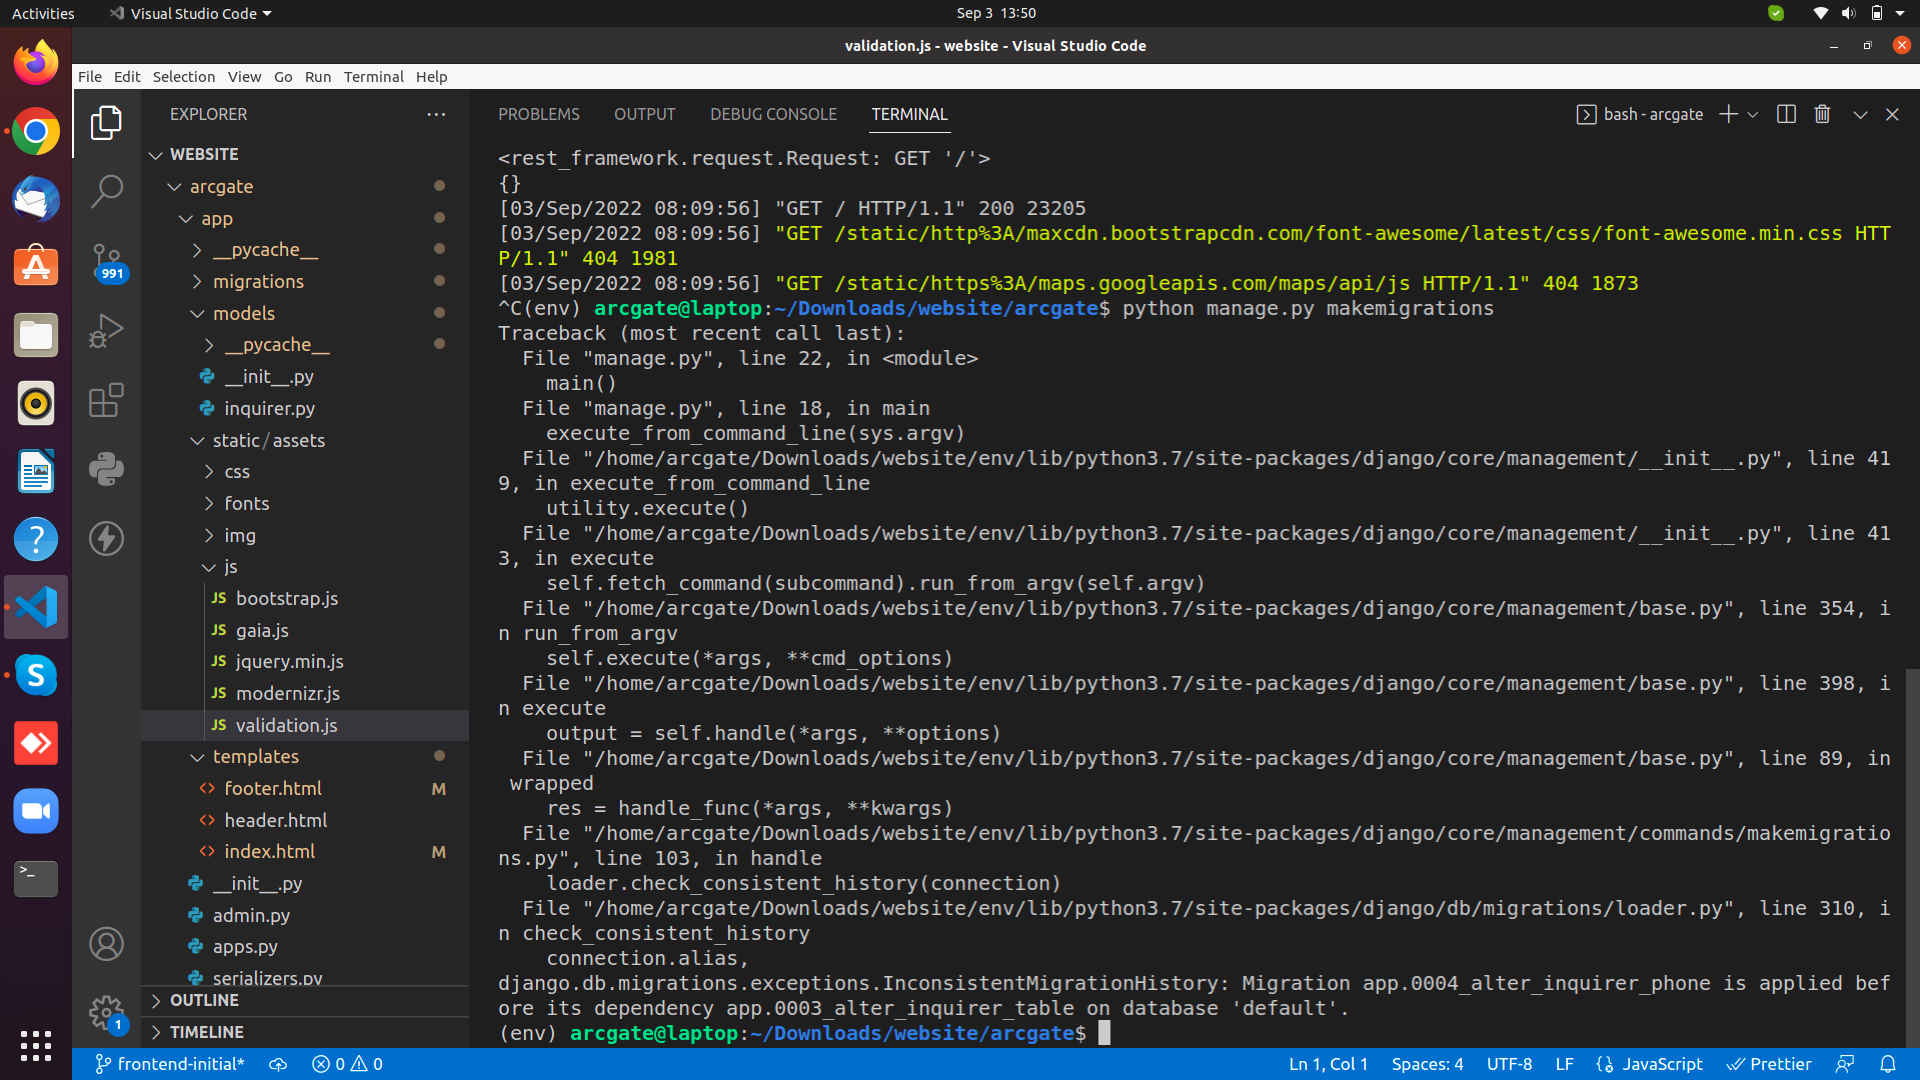 Activities
Visual Studio Code
Sep 3 13:50
validation.js - website - Visual Studio Code
File Edit Selection View Go Run Terminal Help
EXPLORER
WEBSITE
arcgate
app
__pycache__
migrations
models
__pycache__
__init__.py
inquirer.py
static/assets
css
fonts
img
js
JS bootstrap.js
JS gaia.js
JS jquery.min.js
JS modernizr.js
JS validation.js
templates
<> footer.html M
<> header.html
<> index.html M
__init__.py
admin.py
apps.py
serializers.py
OUTLINE
TIMELINE
991
1
PROBLEMS OUTPUT DEBUG CONSOLE TERMINAL
bash - arcgate
<rest_framework.request.Request: GET '/'>
{}
[03/Sep/2022 08:09:56] "GET / HTTP/1.1" 200 23205
[03/Sep/2022 08:09:56] "GET /static/http%3A/maxcdn.bootstrapcdn.com/font-awesome/latest/css/font-awesome.min.css HTT
P/1.1" 404 1981
[03/Sep/2022 08:09:56] "GET /static/https%3A/maps.googleapis.com/maps/api/js HTTP/1.1" 404 1873
^C(env) arcgate@laptop:~/Downloads/website/arcgate$ python manage.py makemigrations
Traceback (most recent call last):
  File "manage.py", line 22, in <module>
    main()
  File "manage.py", line 18, in main
    execute_from_command_line(sys.argv)
  File "/home/arcgate/Downloads/website/env/lib/python3.7/site-packages/django/core/management/__init__.py", line 41
9, in execute_from_command_line
    utility.execute()
  File "/home/arcgate/Downloads/website/env/lib/python3.7/site-packages/django/core/management/__init__.py", line 41
3, in execute
    self.fetch_command(subcommand).run_from_argv(self.argv)
  File "/home/arcgate/Downloads/website/env/lib/python3.7/site-packages/django/core/management/base.py", line 354, i
n run_from_argv
    self.execute(*args, **cmd_options)
  File "/home/arcgate/Downloads/website/env/lib/python3.7/site-packages/django/core/management/base.py", line 398, i
n execute
    output = self.handle(*args, **options)
  File "/home/arcgate/Downloads/website/env/lib/python3.7/site-packages/django/core/management/base.py", line 89, in
 wrapped
    res = handle_func(*args, **kwargs)
  File "/home/arcgate/Downloads/website/env/lib/python3.7/site-packages/django/core/management/commands/makemigratio
ns.py", line 103, in handle
    loader.check_consistent_history(connection)
  File "/home/arcgate/Downloads/website/env/lib/python3.7/site-packages/django/db/migrations/loader.py", line 310, i
n check_consistent_history
    connection.alias,
django.db.migrations.exceptions.InconsistentMigrationHistory: Migration app.0004_alter_inquirer_phone is applied bef
ore its dependency app.0003_alter_inquirer_table on database 'default'.
(env) arcgate@laptop:~/Downloads/website/arcgate$
frontend-initial* 0 0
Ln 1, Col 1 Spaces: 4 UTF-8 LF {} JavaScript Prettier